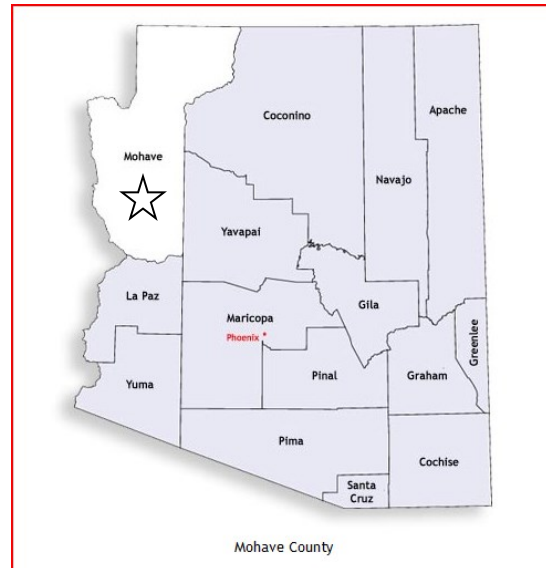 Coconino
Apache
Mohave
Navajo
Yavapai
La Paz
Maricopa
Gila
Phoenix *
Greenlee
Yuma
Pinal
Graham
Pima
Cochise
Santa
Cruz
Mohave County